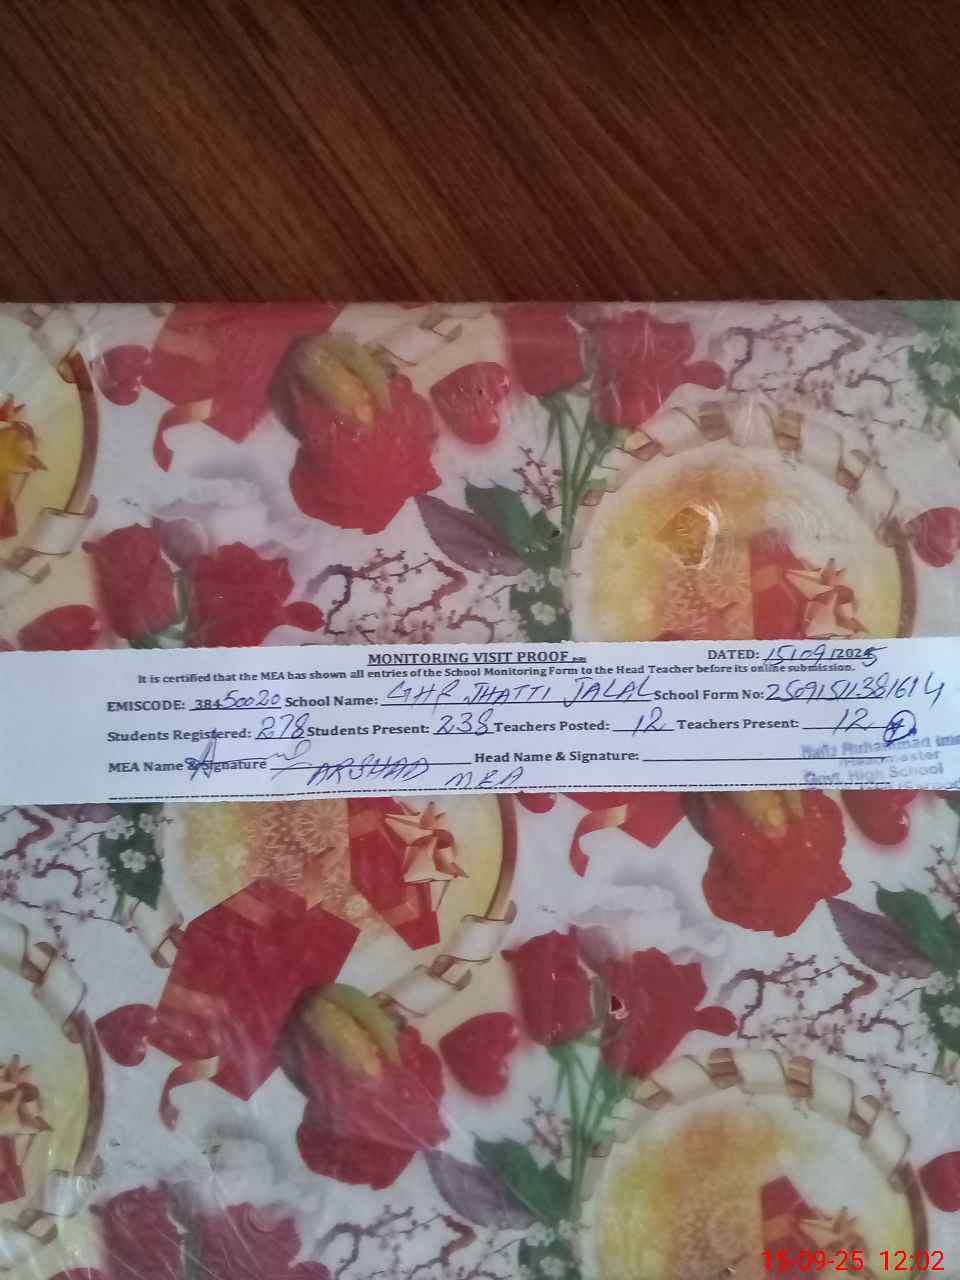 MONITORING VISIT PROOF
DATED: 15/09/2025
It is certified that the MEA has shown all entries of the School Monitoring Form to the Head Teacher before its online submission.
EMISCODE: 38450020 School Name: GHS JHATTI JALAL School Form No: 25091511381614
Students Registered: 278 Students Present: 238 Teachers Posted: 12 Teachers Present: 12
MEA Name & Signature ARSHAD MEA Head Name & Signature:
Hafiz Muhammad
Headmaster
Govt. High School
15-09-25 12:02